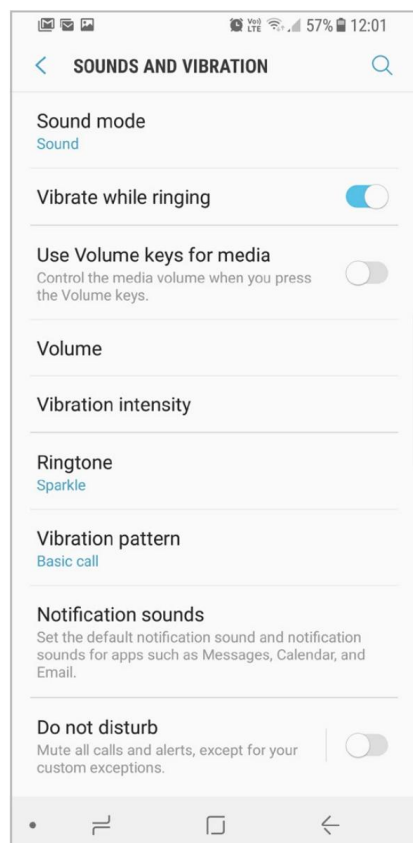 VoI) LTE 57% 12:01
SOUNDS AND VIBRATION
Sound mode
Sound
Vibrate while ringing
Use Volume keys for media
Control the media volume when you press
the Volume keys.
Volume
Vibration intensity
Ringtone
Sparkle
Vibration pattern
Basic call
Notification sounds
Set the default notification sound and notification
sounds for apps such as Messages, Calendar, and
Email.
Do not disturb
Mute all calls and alerts, except for your
custom exceptions.